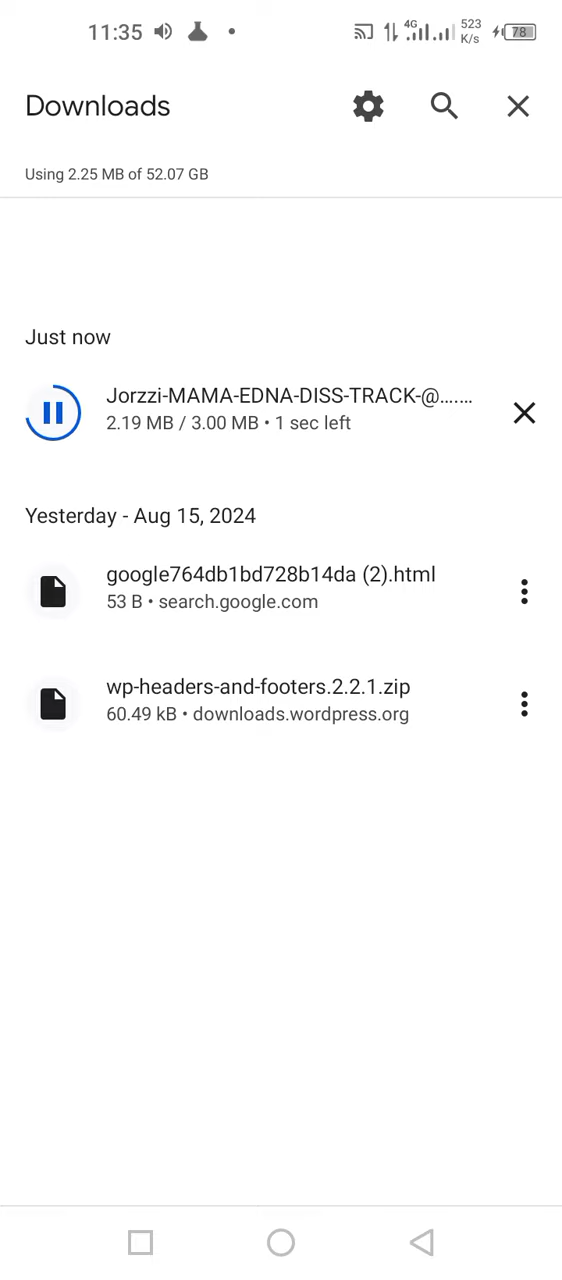 11:35 4G 523 K/s 78
Downloads
Using 2.25 MB of 52.07 GB
Just now
Jorzzi-MAMA-EDNA-DISS-TRACK-@.......
2.19 MB / 3.00 MB • 1 sec left
Yesterday - Aug 15, 2024
google764db1bd728b14da (2).html
53 B • search.google.com
wp-headers-and-footers.2.2.1.zip
60.49 kB • downloads.wordpress.org